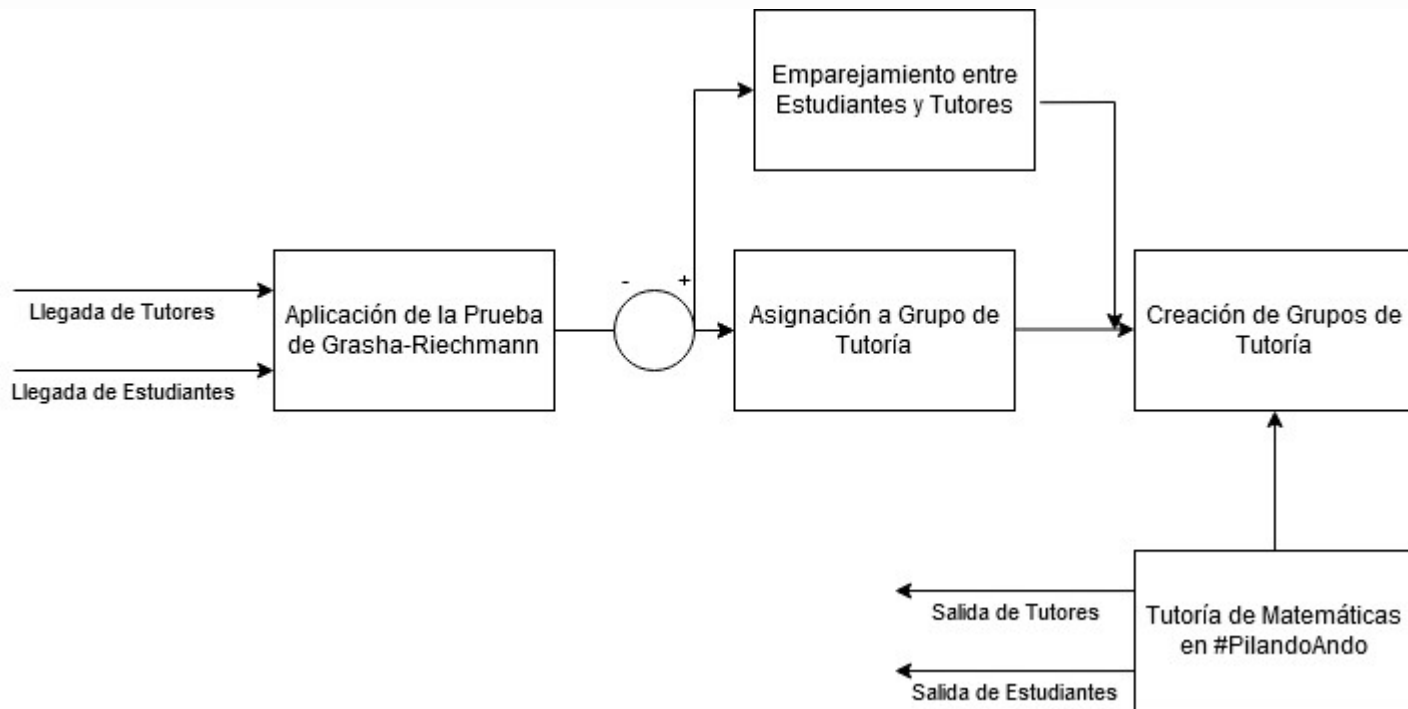 Emparejamiento entre
Estudiantes y Tutores
Llegada de Tutores
Llegada de Estudiantes
Aplicación de la Prueba
de Grasha-Riechmann
- +
Asignación a Grupo de
Tutoría
Creación de Grupos de
Tutoría
Salida de Tutores
Salida de Estudiantes
Tutoría de Matemáticas
en #PilandoAndo